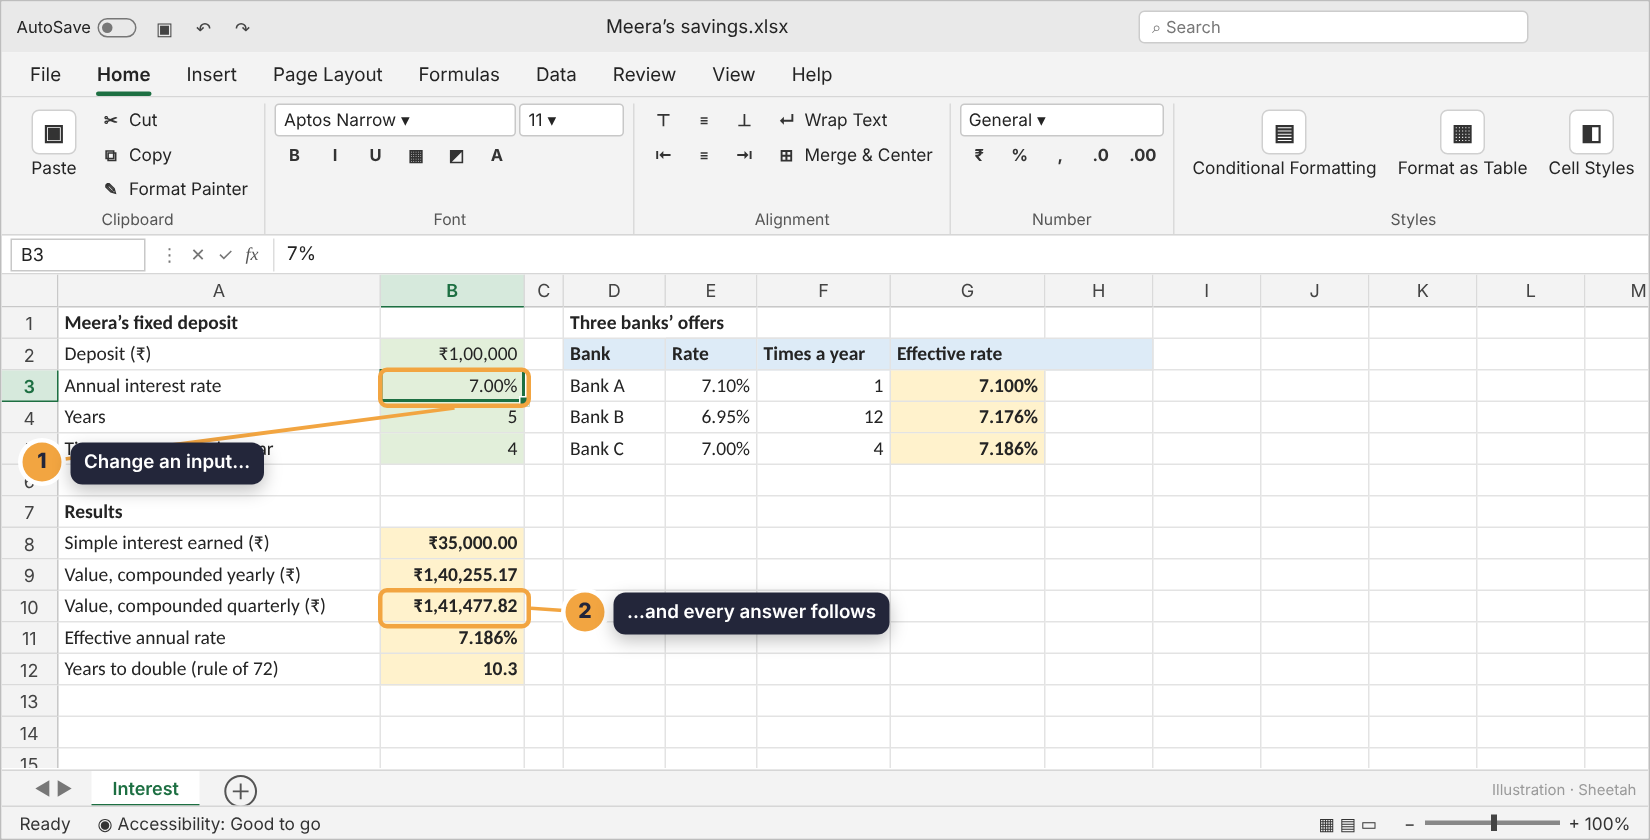 AutoSave
Meera's savings.xlsx
Search
File Home Insert Page Layout Formulas Data Review View Help
Paste
Cut
Copy
Format Painter
Clipboard
Aptos Narrow ▾ 11 ▾
B I U A
Font
Wrap Text
Merge & Center
Alignment
General ▾
₹ % , .0 .00
Number
Conditional Formatting
Format as Table
Cell Styles
Styles
B3 fx 7%
A B C D E F G H I J K L M
1 Meera's fixed deposit Three banks' offers
2 Deposit (₹) ₹1,00,000 Bank Rate Times a year Effective rate
3 Annual interest rate 7.00% Bank A 7.10% 1 7.100%
4 Years 5 Bank B 6.95% 12 7.176%
4 Bank C 7.00% 4 7.186%
1 Change an input...
6
7 Results
8 Simple interest earned (₹) ₹35,000.00
9 Value, compounded yearly (₹) ₹1,40,255.17
10 Value, compounded quarterly (₹) ₹1,41,477.82
2 ...and every answer follows
11 Effective annual rate 7.186%
12 Years to double (rule of 72) 10.3
13
14
15
Interest
Illustration · Sheetah
Ready Accessibility: Good to go
− + 100%